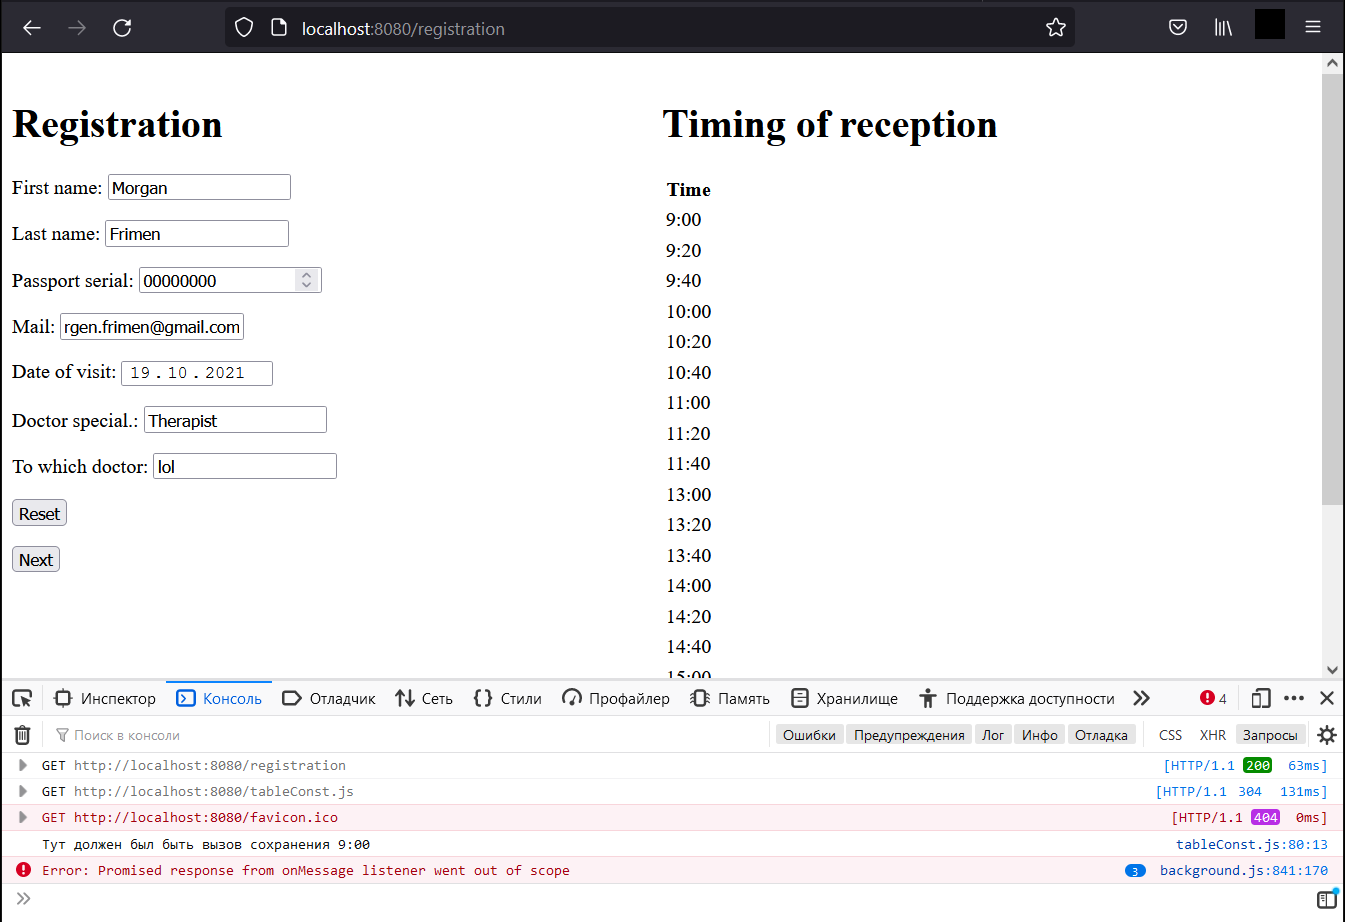 localhost:8080/registration
Registration
First name: Morgan
Last name: Frimen
Passport serial: 00000000
Mail: rgen.frimen@gmail.com
Date of visit: 19.10.2021
Doctor special.: Therapist
To which doctor: lol
Reset
Next
Timing of reception
Time
9:00
9:20
9:40
10:00
10:20
10:40
11:00
11:20
11:40
13:00
13:20
13:40
14:00
14:20
14:40
15:00
Инспектор Консоль Отладчик Сеть Стили Профайлер Память Хранилище Поддержка доступности 4
Поиск в консоли Ошибки Предупреждения Лог Инфо Отладка CSS XHR Запросы
GET http://localhost:8080/registration [HTTP/1.1 200 63ms]
GET http://localhost:8080/tableConst.js [HTTP/1.1 304 131ms]
GET http://localhost:8080/favicon.ico [HTTP/1.1 404 0ms]
Тут должен был быть вызов сохранения 9:00 tableConst.js:80:13
Error: Promised response from onMessage listener went out of scope 3 background.js:841:170